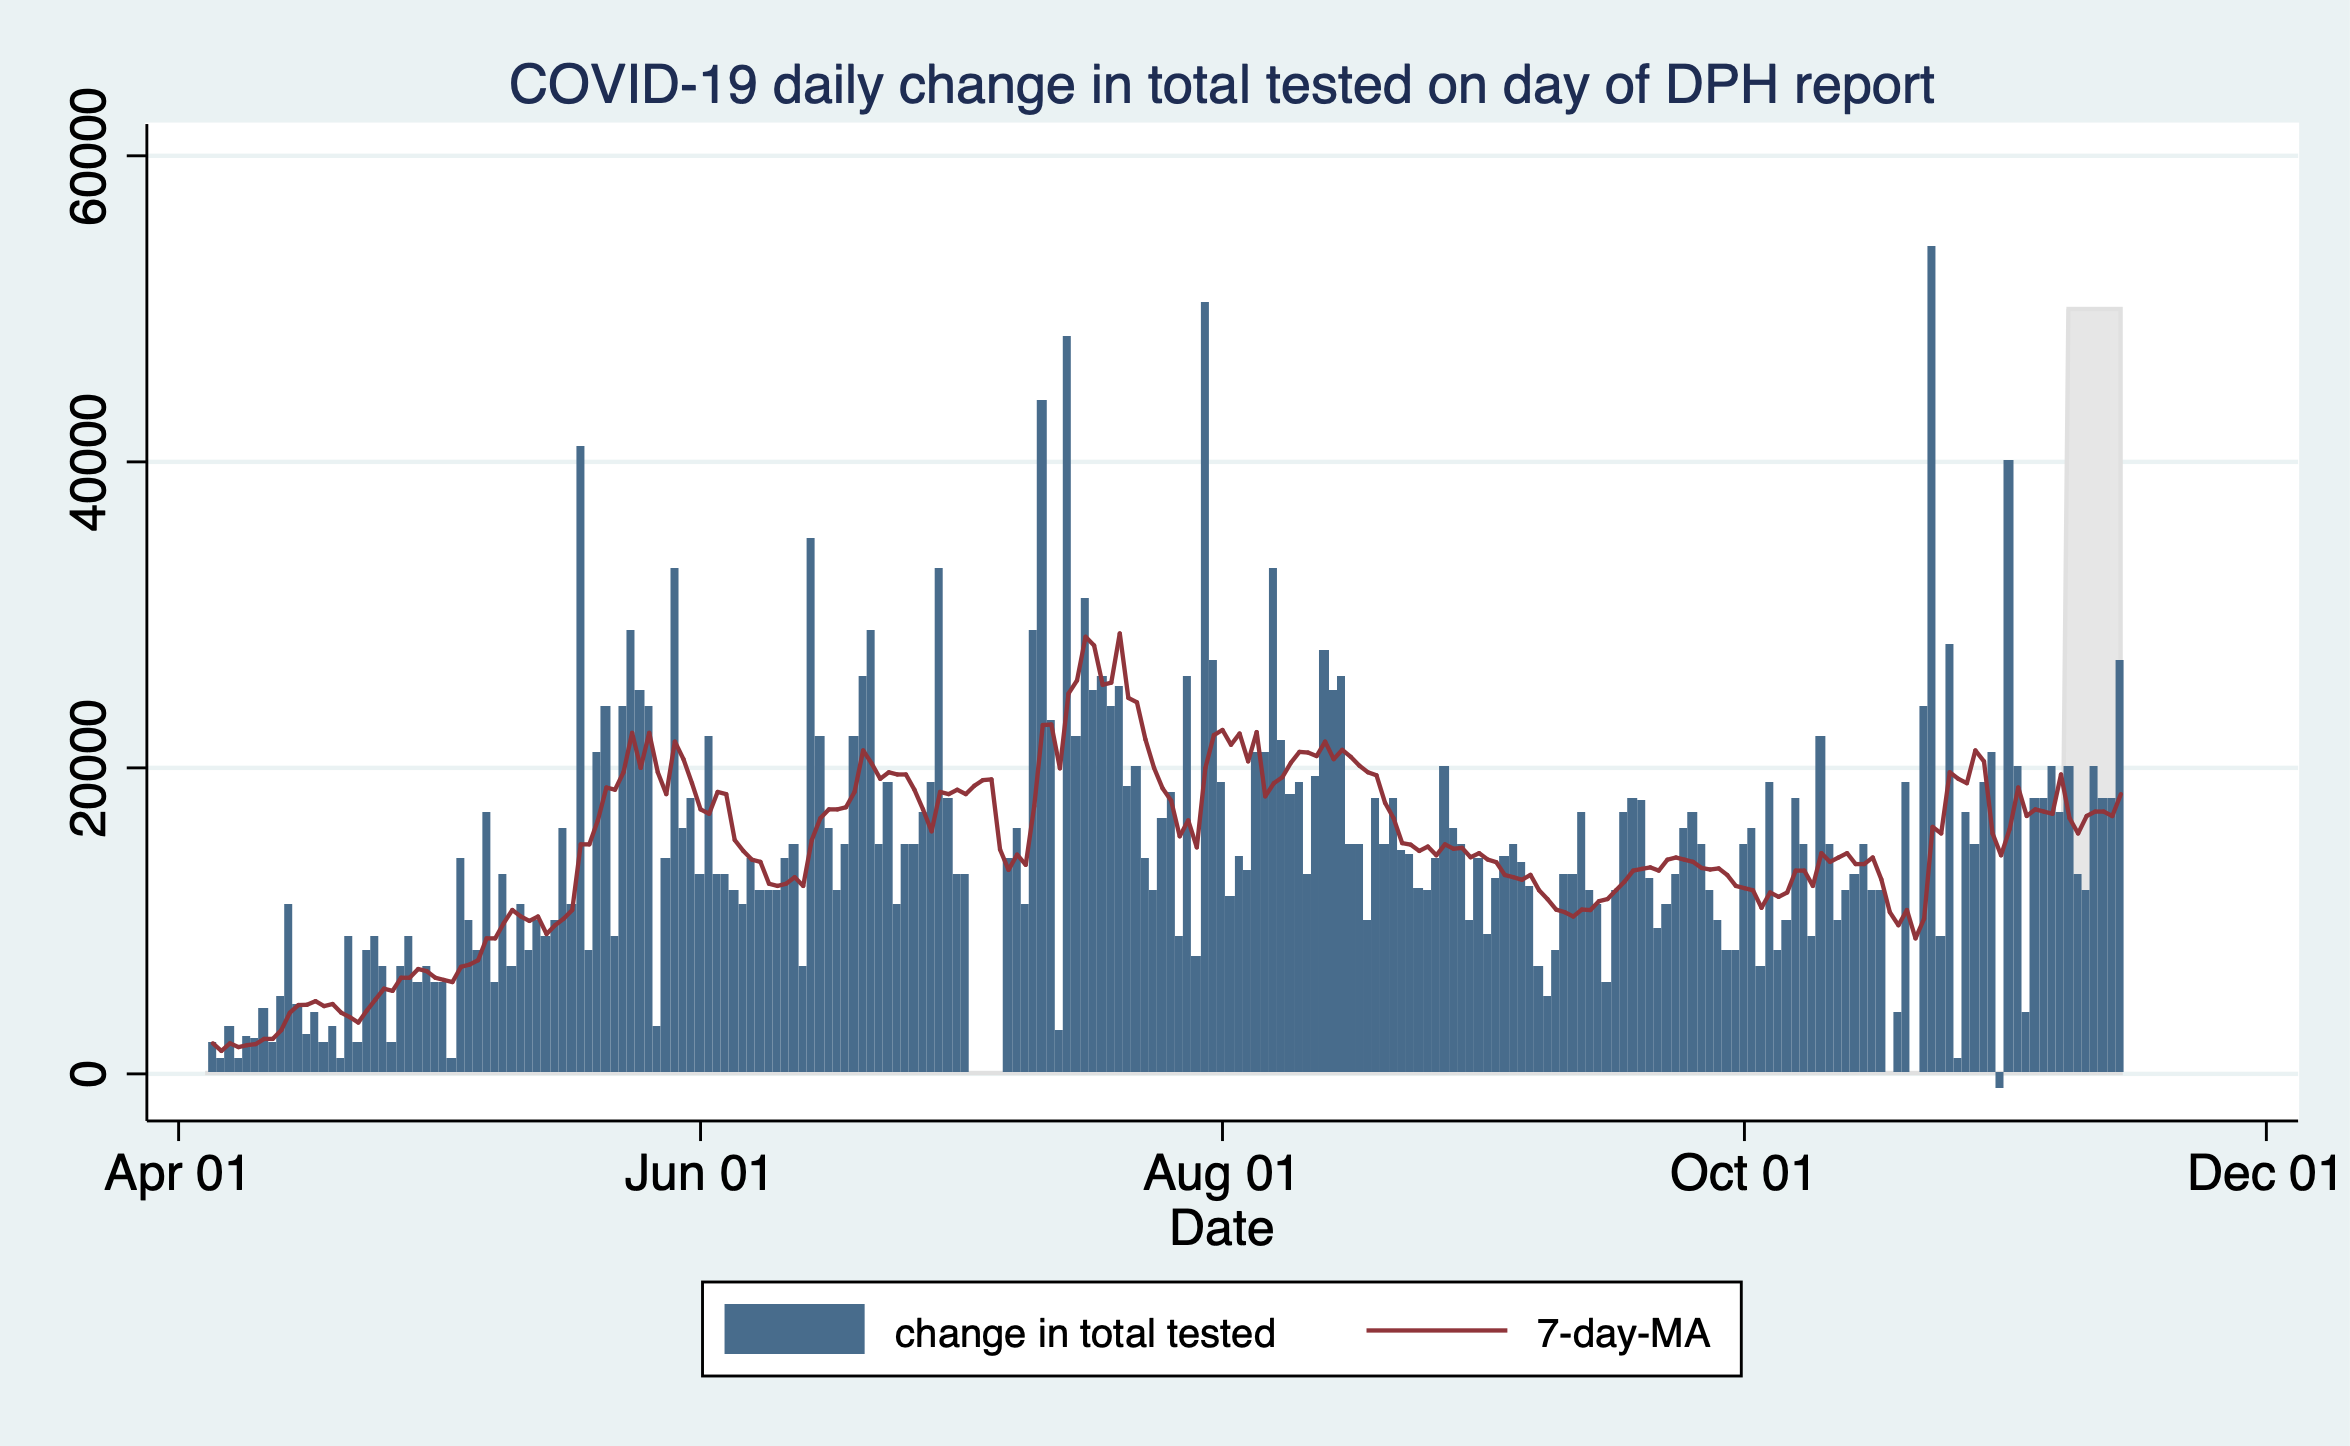 COVID-19 daily change in total tested on day of DPH report
60000
40000
20000
0
Apr 01 Jun 01 Aug 01 Oct 01 Dec 01
Date
change in total tested 7-day-MA